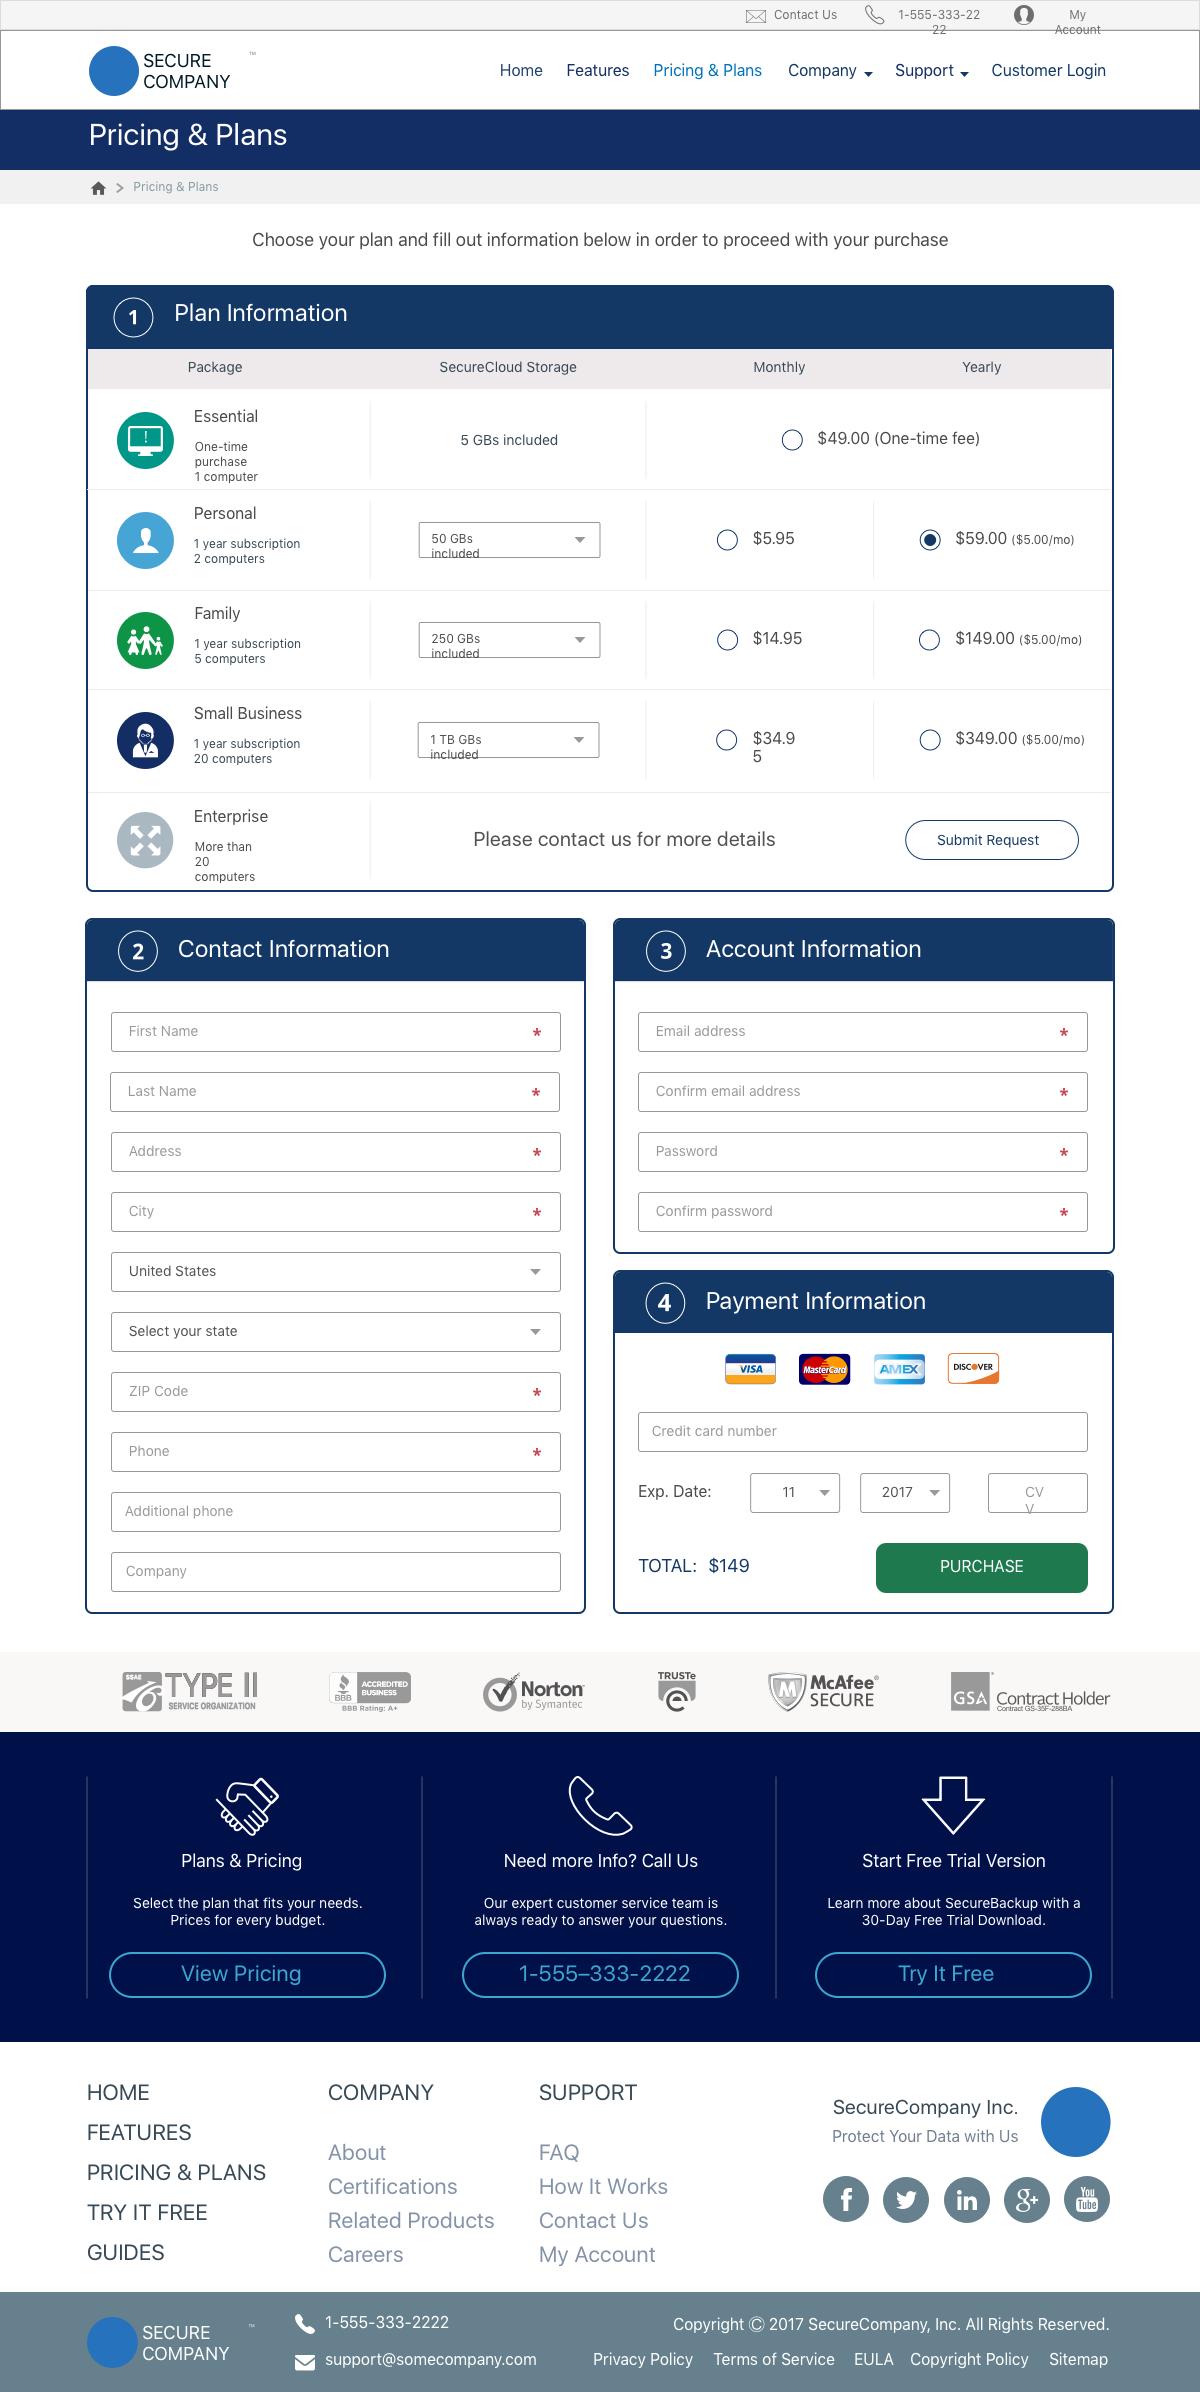 Contact Us
1-555-333-22
22
My
Account
SECURE
COMPANY
™
Home
Features
Pricing & Plans
Company
Support
Customer Login
Pricing & Plans
Pricing & Plans
Choose your plan and fill out information below in order to proceed with your purchase
1
Plan Information
Package
SecureCloud Storage
Monthly
Yearly
!
Essential
One-time
purchase
1 computer
5 GBs included
$49.00 (One-time fee)
Personal
1 year subscription
2 computers
50 GBs
included
$5.95
$59.00 ($5.00/mo)
Family
1 year subscription
5 computers
250 GBs
included
$14.95
$149.00 ($5.00/mo)
Small Business
1 year subscription
20 computers
1 TB GBs
included
$34.9
5
$349.00 ($5.00/mo)
Enterprise
More than
20
computers
Please contact us for more details
Submit Request
2
Contact Information
First Name *
Last Name *
Address *
City *
United States
Select your state
ZIP Code *
Phone *
Additional phone
Company
3
Account Information
Email address *
Confirm email address *
Password *
Confirm password *
4
Payment Information
VISA
MasterCard
AMEX
DISCOVER
Credit card number
Exp. Date:
11
2017
CV
V
TOTAL: $149
PURCHASE
SSAE
TYPE II
SERVICE ORGANIZATION
BBB
ACCREDITED
BUSINESS
BBB Rating: A+
Norton
by Symantec
TRUSTe
e
M
McAfee®
SECURE
GSA
Contract Holder
Contract GS-35F-288BA
Plans & Pricing
Select the plan that fits your needs.
Prices for every budget.
View Pricing
Need more Info? Call Us
Our expert customer service team is
always ready to answer your questions.
1-555–333-2222
Start Free Trial Version
Learn more about SecureBackup with a
30-Day Free Trial Download.
Try It Free
HOME
FEATURES
PRICING & PLANS
TRY IT FREE
GUIDES
COMPANY
About
Certifications
Related Products
Careers
SUPPORT
FAQ
How It Works
Contact Us
My Account
SecureCompany Inc.
Protect Your Data with Us
f
in
g+
You
Tube
SECURE
COMPANY
™
1-555-333-2222
support@somecompany.com
Copyright © 2017 SecureCompany, Inc. All Rights Reserved.
Privacy Policy
Terms of Service
EULA
Copyright Policy
Sitemap